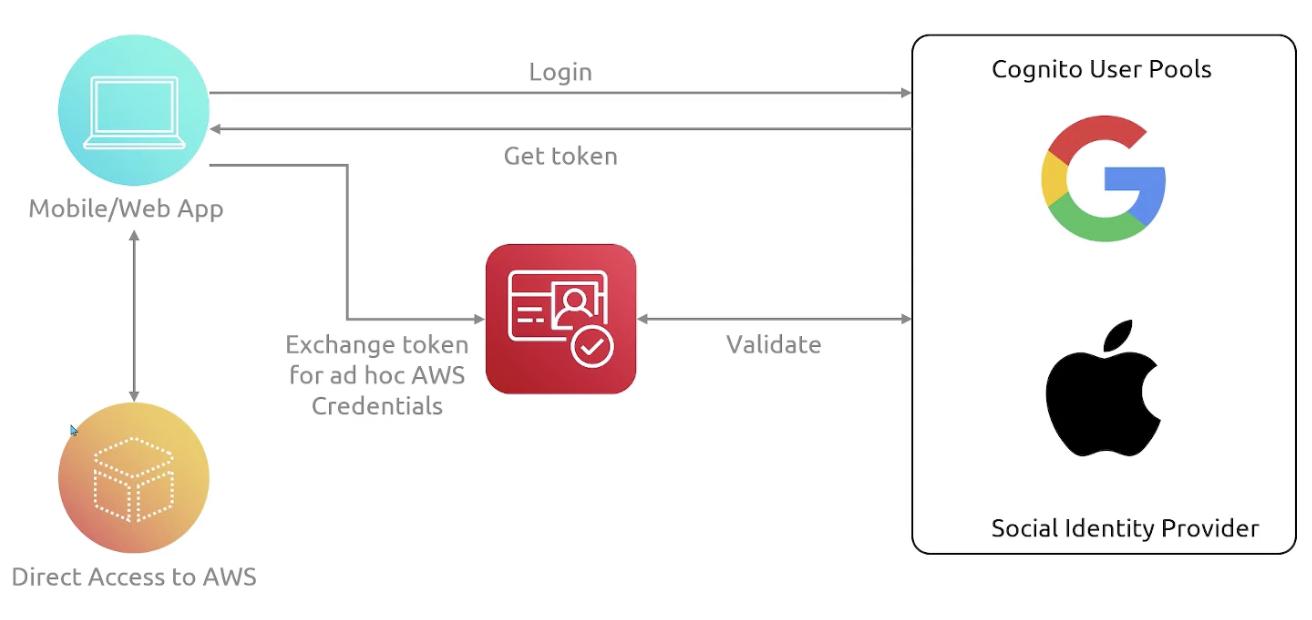 Login
Cognito User Pools
Get token
Mobile/Web App
Exchange token
for ad hoc AWS
Credentials
Validate
Social Identity Provider
Direct Access to AWS